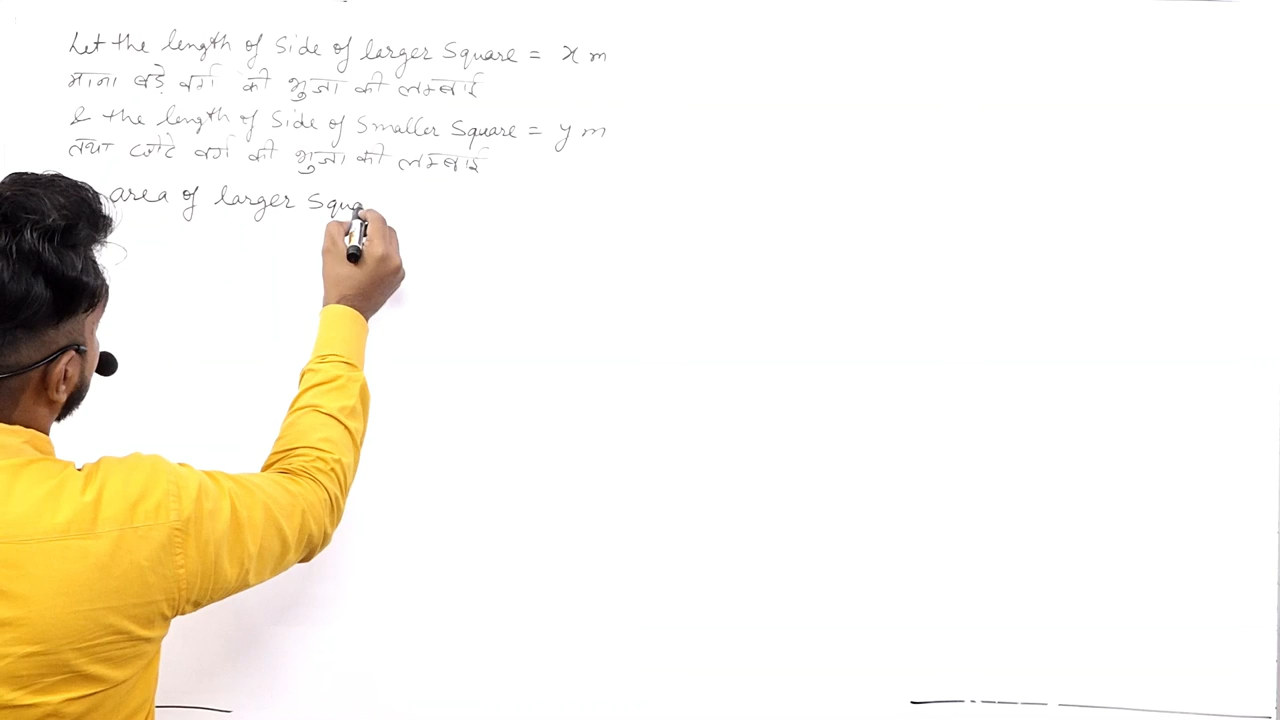 Let the length of Side of larger Square = x m
माना बड़े वर्ग की भुजा की लम्बाई
& the length of Side of Smaller Square = y m
तथा छोटे वर्ग की भुजा की लम्बाई
area of larger Squa